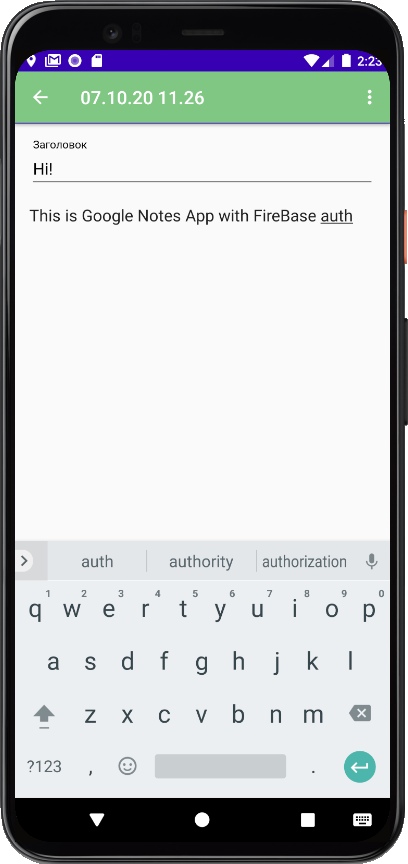 2:23
07.10.20 11.26
Заголовок
Hi!
This is Google Notes App with FireBase auth
auth authority authorization
1 2 3 4 5 6 7 8 9 0
q w e r t y u i o p
a s d f g h j k l
z x c v b n m
?123 , .